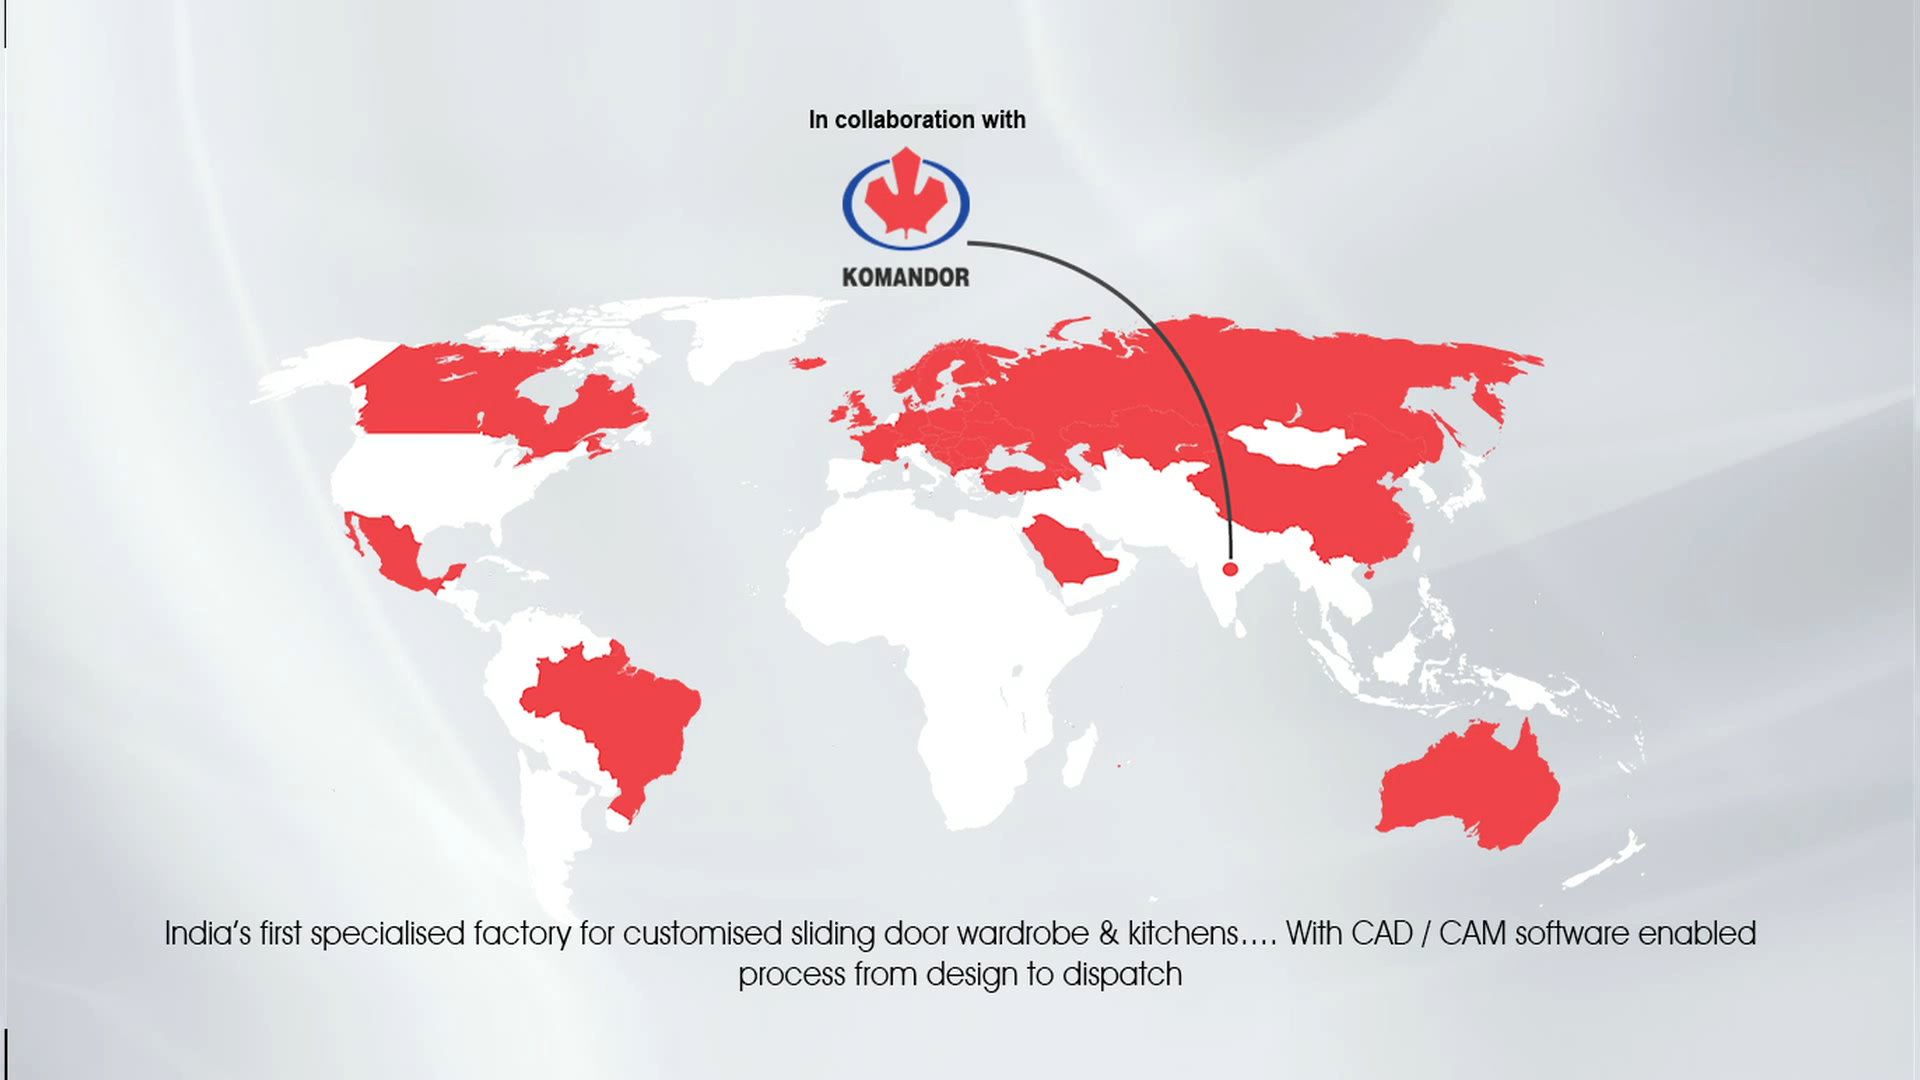 In collaboration with
KOMANDOR
India's first specialised factory for customised sliding door wardrobe & kitchens.... With CAD / CAM software enabled
process from design to dispatch